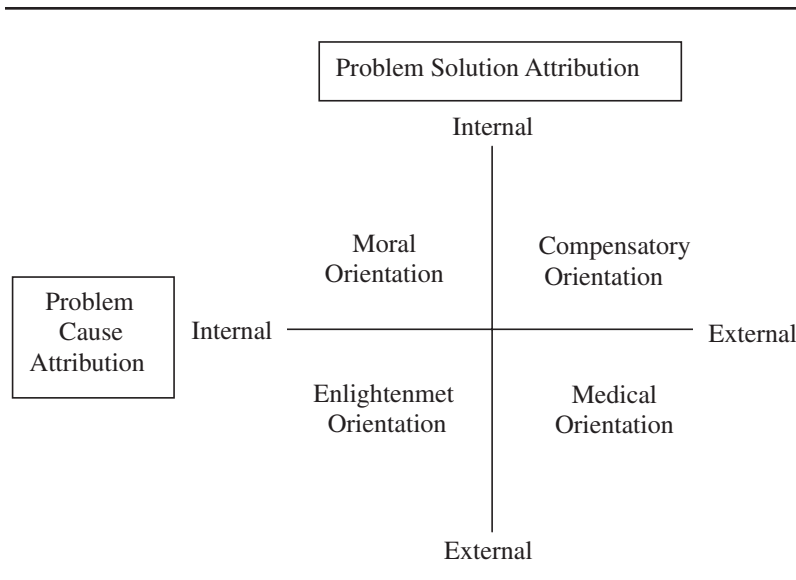 Problem Solution Attribution
Internal
Moral
Orientation
Compensatory
Orientation
Problem
Cause
Attribution
Internal
External
Enlightenmet
Orientation
Medical
Orientation
External